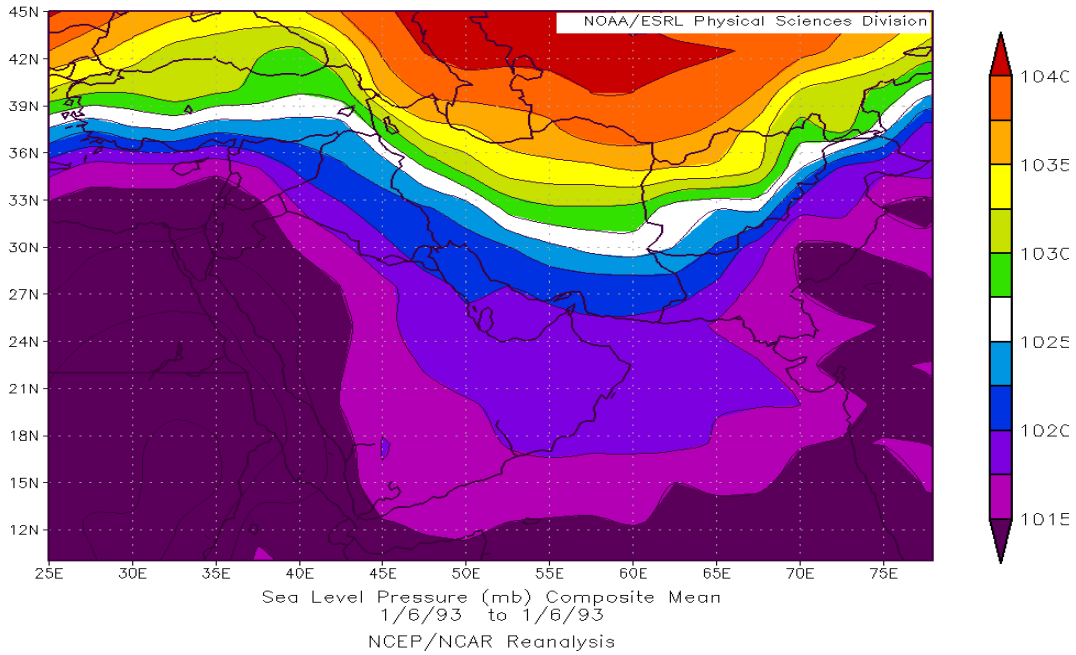 NOAA/ESRL Physical Sciences Division
45N
42N
39N
36N
33N
30N
27N
24N
21N
18N
15N
12N
25E 30E 35E 40E 45E 50E 55E 60E 65E 70E 75E
1040
1035
1030
1025
1020
1015
Sea Level Pressure (mb) Composite Mean
1/6/93 to 1/6/93
NCEP/NCAR Reanalysis